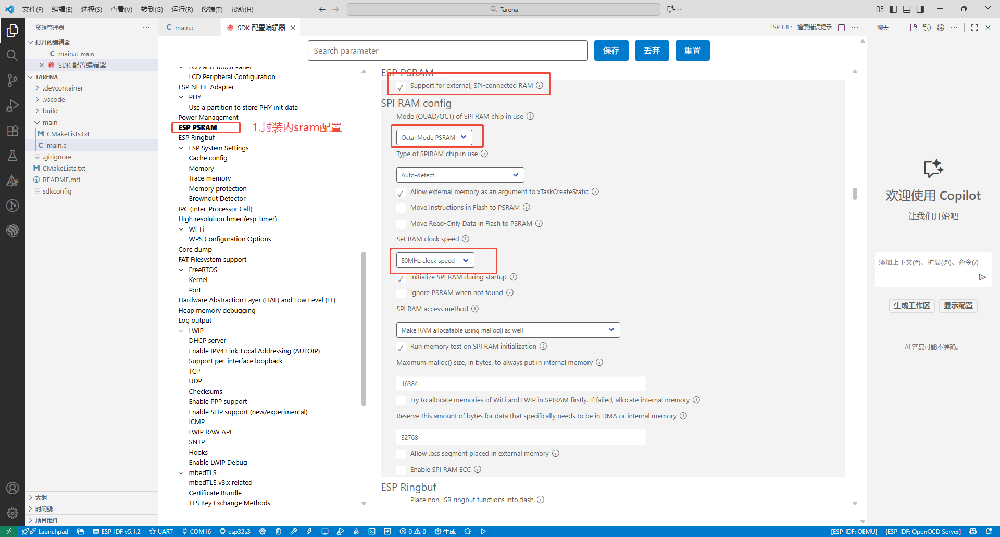 文件(F) 编辑(E) 选择(S) 查看(V) 转到(G) 运行(R) 终端(T) 帮助(H)
Tarena
资源管理器
打开的编辑器
C main.c main
SDK 配置编辑器
TARENA
.devcontainer
.vscode
build
main
M CMakeLists.txt
C main.c
.gitignore
M CMakeLists.txt
README.md
sdkconfig
大纲
时间线
项目组件
C main.c
SDK 配置编辑器
ESP-IDF: 搜索错误提示
Search parameter
保存
丢弃
重置
LCD and Touch Panel
LCD Peripheral Configuration
ESP NETIF Adapter
PHY
Use a partition to store PHY init data
Power Management
ESP PSRAM
1.封装内sram配置
ESP Ringbuf
ESP System Settings
Cache config
Memory
Trace memory
Memory protection
Brownout Detector
IPC (Inter-Processor Call)
High resolution timer (esp_timer)
Wi-Fi
WPS Configuration Options
Core dump
FAT Filesystem support
FreeRTOS
Kernel
Port
Hardware Abstraction Layer (HAL) and Low Level (LL)
Heap memory debugging
Log output
LWIP
DHCP server
Enable IPV4 Link-Local Addressing (AUTOIP)
Support per-interface loopback
TCP
UDP
Checksums
Enable PPP support
Enable SLIP support (new/experimental)
ICMP
LWIP RAW API
SNTP
Hooks
Enable LWIP Debug
mbedTLS
mbedTLS v3.x related
Certificate Bundle
TLS Key Exchange Methods
ESP PSRAM
Support for external, SPI-connected RAM
SPI RAM config
Mode (QUAD/OCT) of SPI RAM chip in use
Octal Mode PSRAM
Type of SPIRAM chip in use
Auto-detect
Allow external memory as an argument to xTaskCreateStatic
Move Instructions in Flash to PSRAM
Move Read-Only Data in Flash to PSRAM
Set RAM clock speed
80MHz clock speed
Initialize SPI RAM during startup
Ignore PSRAM when not found
SPI RAM access method
Make RAM allocatable using malloc() as well
Run memory test on SPI RAM initialization
Maximum malloc() size, in bytes, to always put in internal memory
16384
Try to allocate memories of WiFi and LWIP in SPIRAM firstly. If failed, allocate internal memory
Reserve this amount of bytes for data that specifically needs to be in DMA or internal memory
32768
Allow .bss segment placed in external memory
Enable SPI RAM ECC
ESP Ringbuf
Place non-ISR ringbuf functions into flash
聊天
欢迎使用 Copilot
让我们开始吧
添加上下文(#)、扩展(@)、命令(/)
生成工作区 显示配置
AI 答复可能不准确。
Launchpad ESP-IDF v5.1.2 UART COM16 esp32s3 0 0 生成 [ESP-IDF: QEMU] [ESP-IDF: OpenOCD Server]